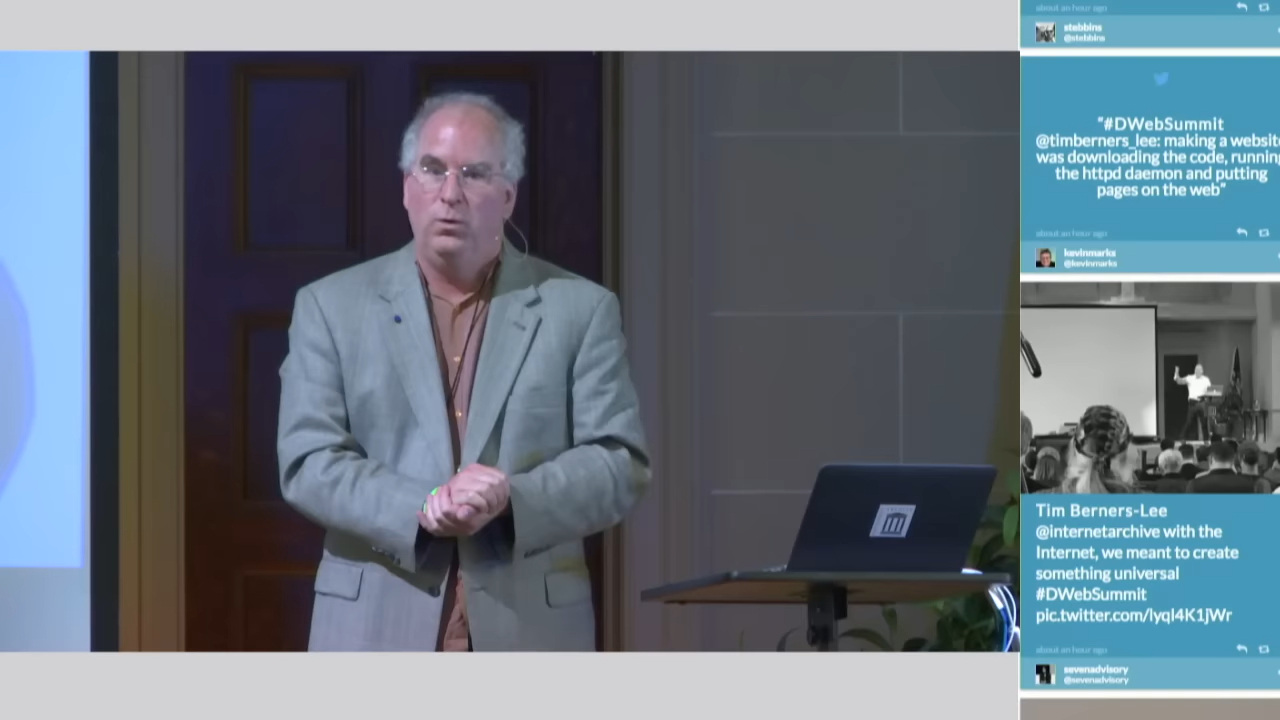 about an hour ago
stebbins
@stebbins
"#DWebSummit
@timberners_lee: making a websit
was downloading the code, running
the httpd daemon and putting
pages on the web"
about an hour ago
kevinmarks
@kevinmarks
Tim Berners-Lee
@internetarchive with the
Internet, we meant to create
something universal
#DWebSummit
pic.twitter.com/lyql4K1jWr
about an hour ago
sevenadvisory
@sevenadvisory